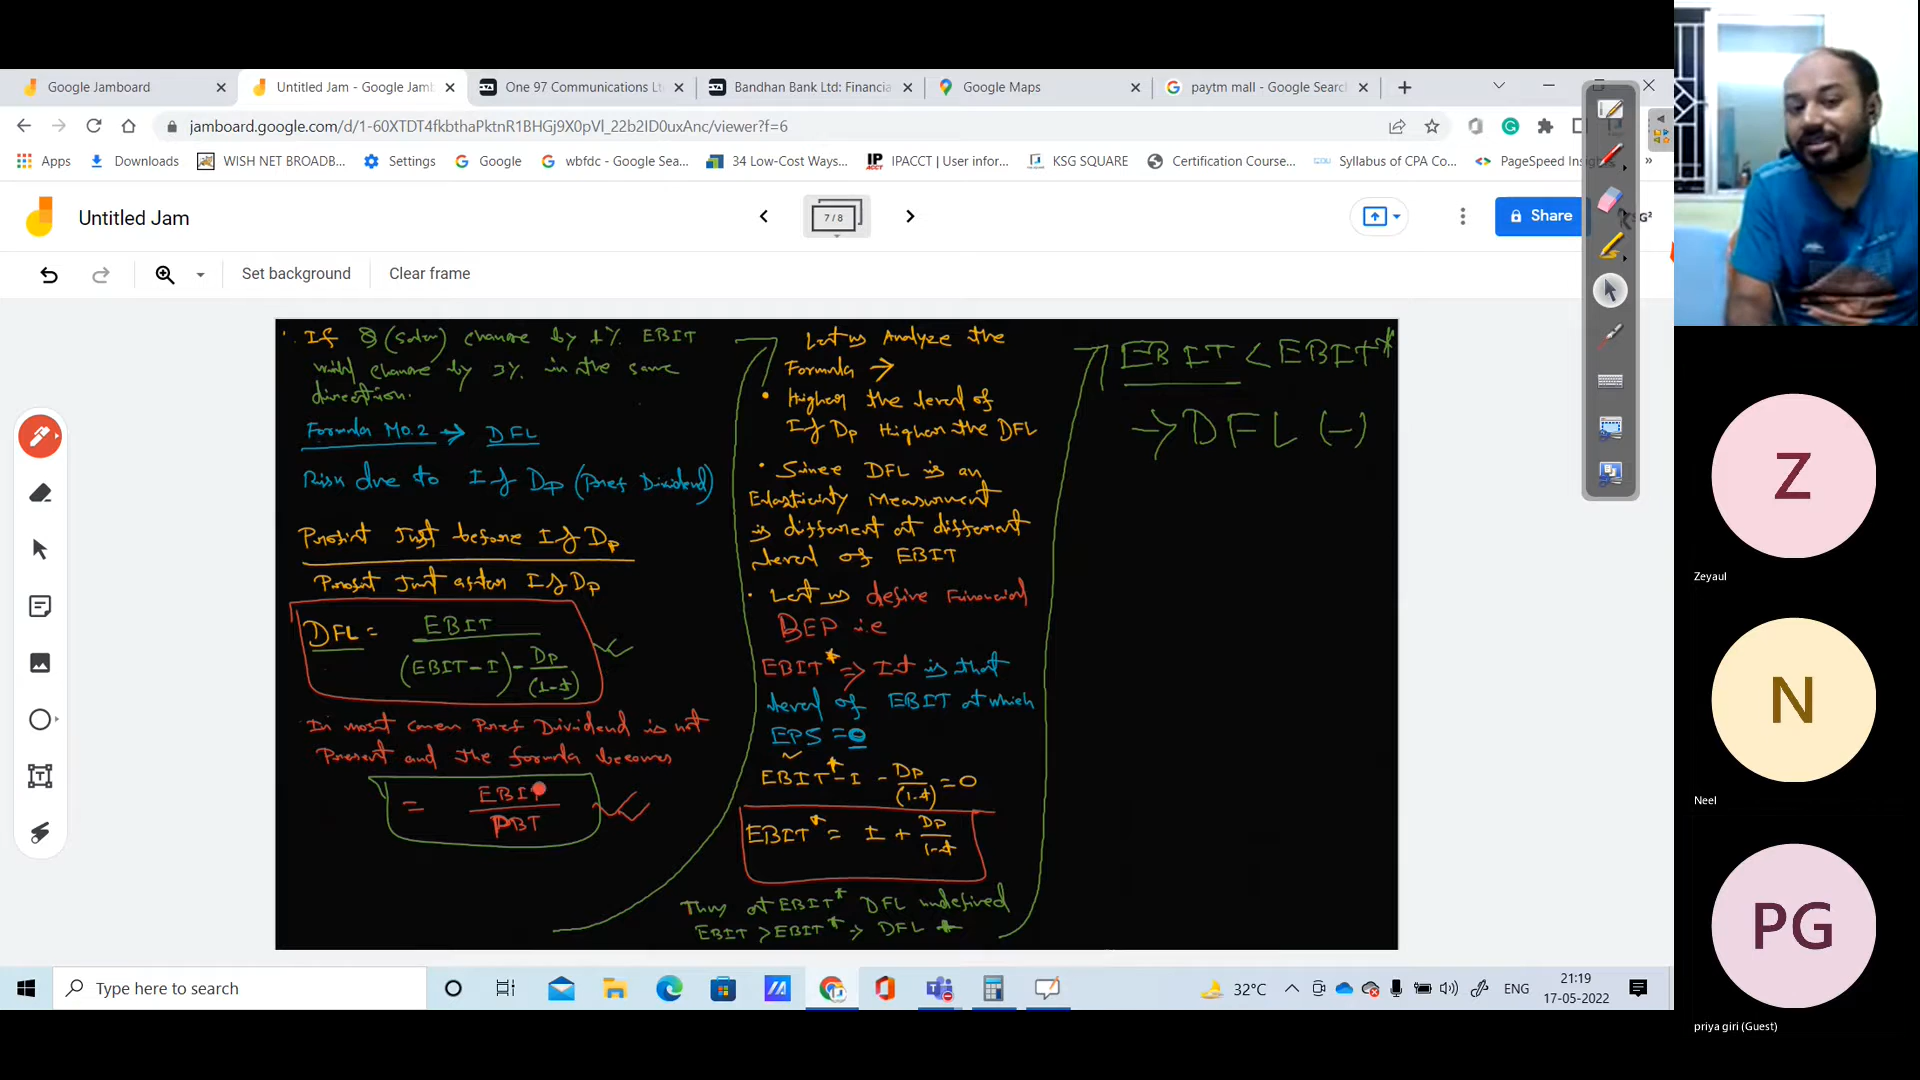 Google Jamboard
Untitled Jam - Google Jamb
One 97 Communications Lt
Bandhan Bank Ltd: Financia
Google Maps
paytm mall - Google Search
jamboard.google.com/d/1-60XTDT4fkbthaPktnR1BHGj9X0pVl_22b2ID0uxAnc/viewer?f=6
Apps
Downloads
WISH NET BROADB...
Settings
Google
wbfdc - Google Sea...
34 Low-Cost Ways...
IPACCT | User infor...
KSG SQUARE
Certification Course...
Syllabus of CPA Co...
PageSpeed Insigh
Untitled Jam
7 / 8
Share
Set background
Clear frame
If Q (Sales) change by 1% EBIT
will change by 3% in the same
direction.
Formula No.2 → DFL
Risk due to I & Dp (Pref Dividend)
Profit Just before I & Dp
Profit Just after I & Dp
DFL = EBIT
(EBIT-I) - Dp
(1-t)
In most cases Pref Dividend is not
Present and the formula becomes
= EBIT
PBT
Let us Analyze the
Formula →
• Higher the level of
I & Dp Higher the DFL
• Since DFL is an
Elasticity Measurment
is different at different
level of EBIT
• Let us define Financial
BEP i.e
EBIT* => It is that
level of EBIT at which
EPS = 0
EBIT* - I - Dp = 0
(1-t)
EBIT* = I + Dp
1-t
Thus at EBIT* DFL undefined
EBIT > EBIT* → DFL +
EBIT < EBIT*
→ DFL (-)
Z
Zeyaul
N
Neel
PG
priya giri (Guest)
Type here to search
32°C
ENG
21:19
17-05-2022